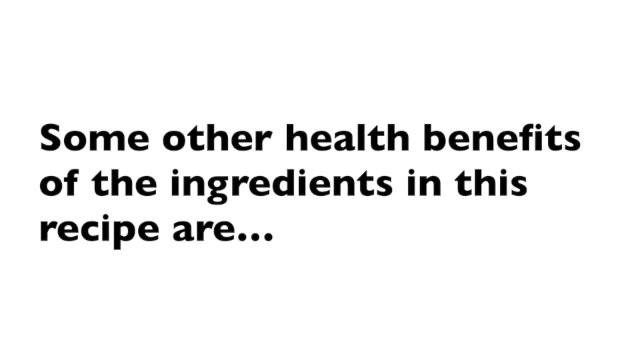 Some other health benefits
of the ingredients in this
recipe are...